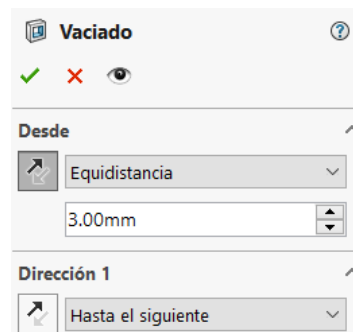 Vaciado
Desde
Equidistancia
3.00mm
Dirección 1
Hasta el siguiente